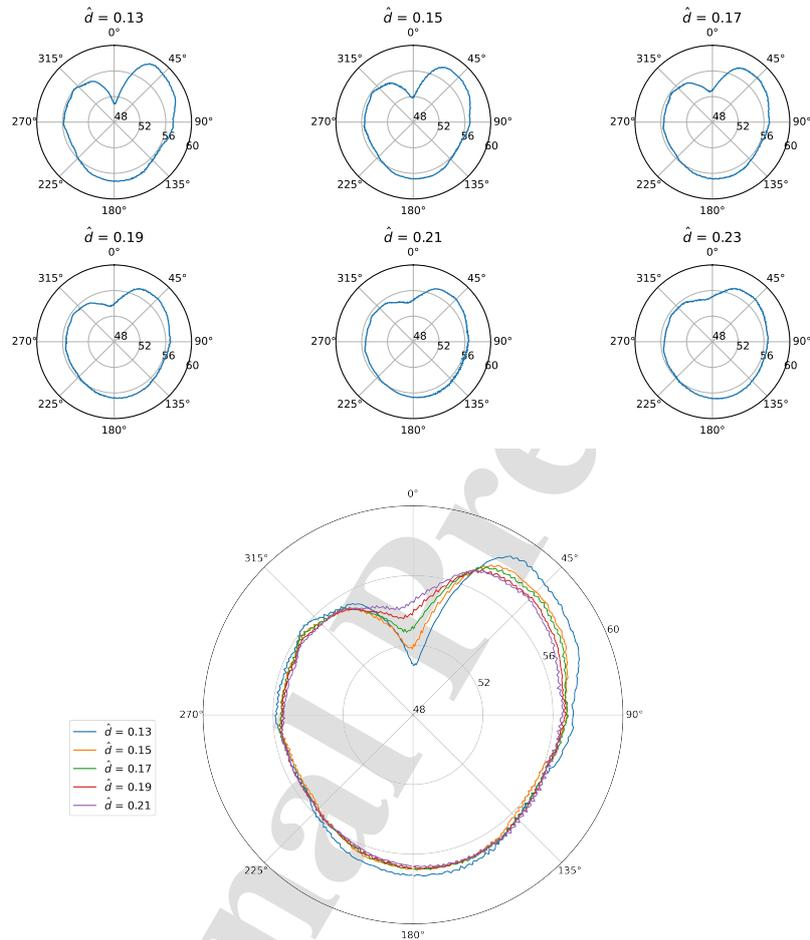 d̂ = 0.13 d̂ = 0.15 d̂ = 0.17
0° 0° 0°
315° 45° 315° 45° 315° 45°
270° 48 52 56 60 90° 270° 48 52 56 60 90° 270° 48 52 56 60 90°
225° 135° 225° 135° 225° 135°
180° 180° 180°
d̂ = 0.19 d̂ = 0.21 d̂ = 0.23
0° 0° 0°
315° 45° 315° 45° 315° 45°
270° 48 52 56 60 90° 270° 48 52 56 60 90° 270° 48 52 56 60 90°
225° 135° 225° 135° 225° 135°
180° 180° 180°
0°
315° 45°
60
56
52
270° 48 90°
d̂ = 0.13
d̂ = 0.15
d̂ = 0.17
d̂ = 0.19
d̂ = 0.21
225° 135°
180°
nal Pre